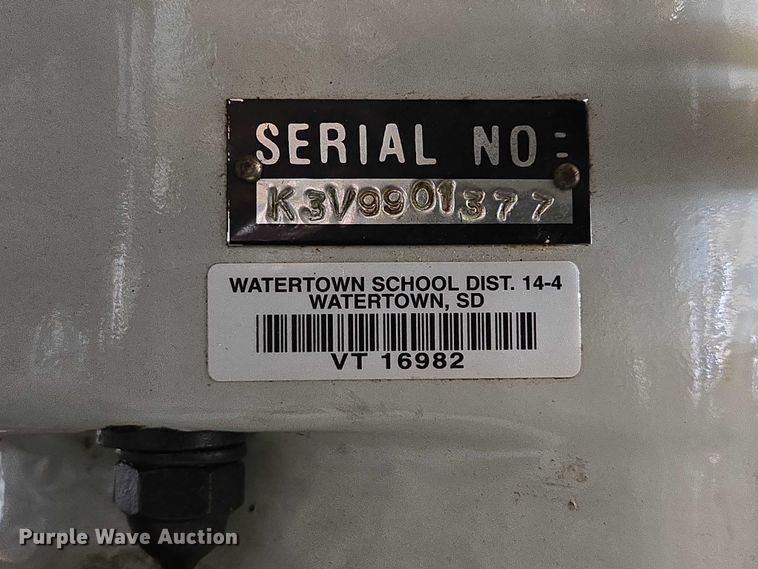 SERIAL NO:
K3V9901377
WATERTOWN SCHOOL DIST. 14-4
WATERTOWN, SD
VT 16982
Purple Wave Auction